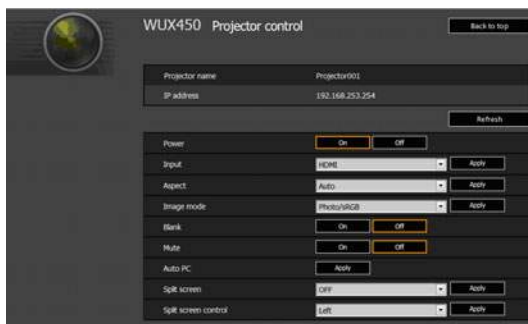 WUX450 Projector control Back to top
Projector name Projector001
IP address 192.168.253.254
Refresh
Power On Off
Input HDMI Apply
Aspect Auto Apply
Image mode Photo/sRGB Apply
Blank On Off
Mute On Off
Auto PC Apply
Split screen OFF Apply
Split screen control Left Apply